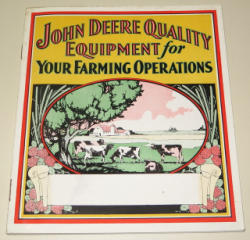 JOHN DEERE QUALITY
EQUIPMENT for
YOUR FARMING OPERATIONS